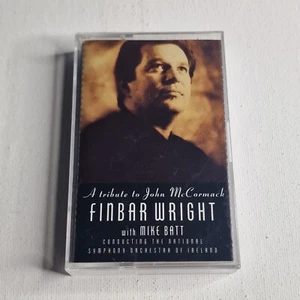 A tribute to John McCormack
FINBAR WRIGHT
with MIKE BATT
CONDUCTING THE NATIONAL
SYMPHONY ORCHESTRA OF IRELAND